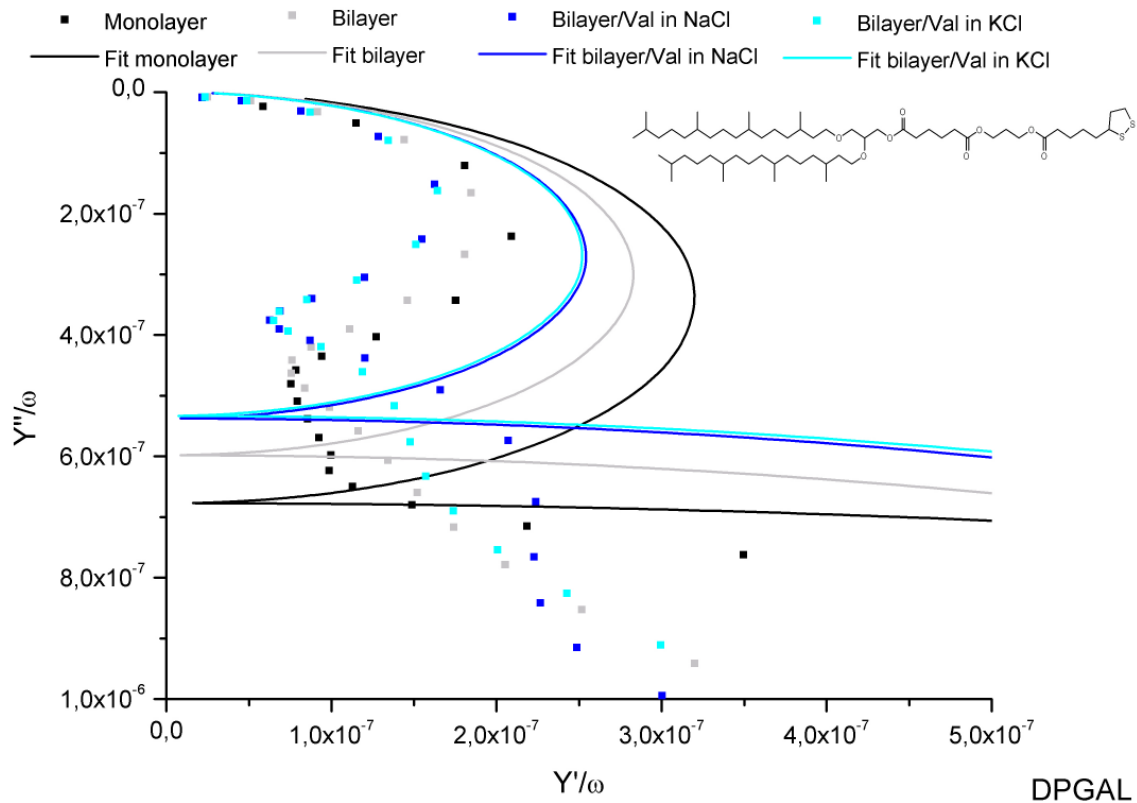 Monolayer Bilayer Bilayer/Val in NaCl Bilayer/Val in KCl
Fit monolayer Fit bilayer Fit bilayer/Val in NaCl Fit bilayer/Val in KCl
0,0
2,0x10⁻⁷
4,0x10⁻⁷
6,0x10⁻⁷
8,0x10⁻⁷
1,0x10⁻⁶
Y''/ω
O O O O
O O S
O S
0,0 1,0x10⁻⁷ 2,0x10⁻⁷ 3,0x10⁻⁷ 4,0x10⁻⁷ 5,0x10⁻⁷
Y'/ω
DPGAL